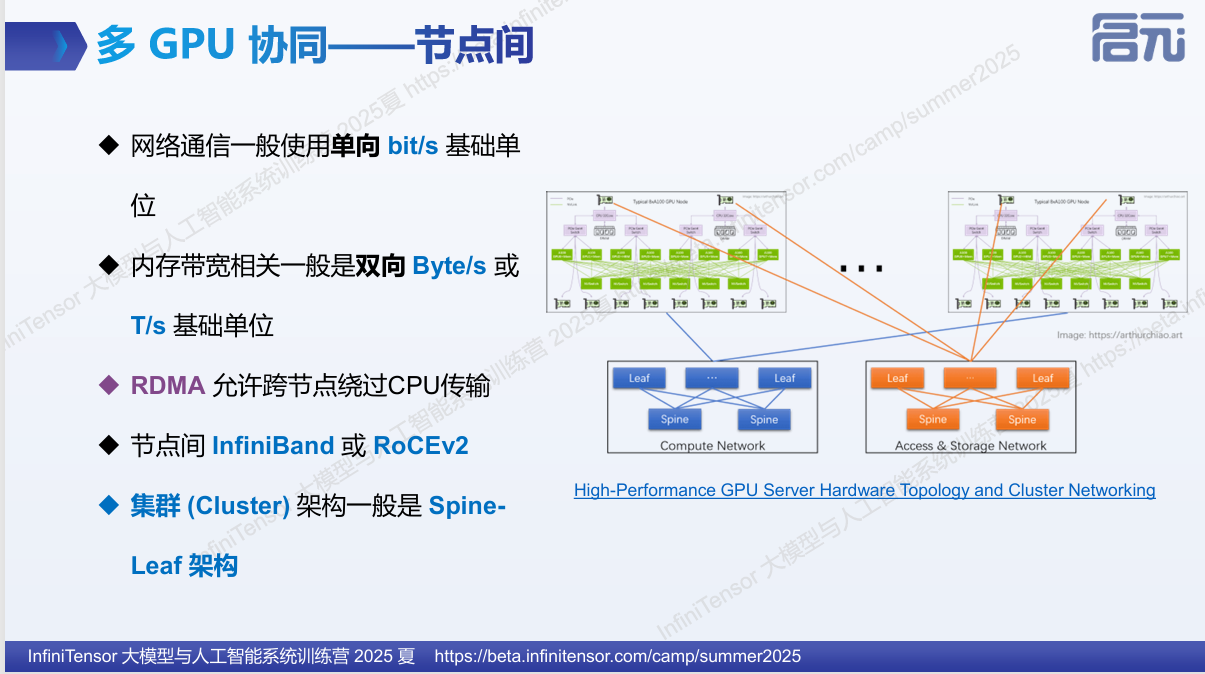 多 GPU 协同——节点间
启元
◆ 网络通信一般使用单向 bit/s 基础单
位
◆ 内存带宽相关一般是双向 Byte/s 或
T/s 基础单位
◆ RDMA 允许跨节点绕过CPU传输
◆ 节点间 InfiniBand 或 RoCEv2
◆ 集群 (Cluster) 架构一般是 Spine-
Leaf 架构
Typical 8xA100 GPU Node
Typical 8xA100 GPU Node
...
Image: https://arthurchiao.art
Leaf ... Leaf
Spine Spine
Compute Network
Leaf ... Leaf
Spine Spine
Access & Storage Network
High-Performance GPU Server Hardware Topology and Cluster Networking
InfiniTensor 大模型与人工智能系统训练营 2025 夏 https://beta.infinitensor.com/camp/summer2025
InfiniTensor 大模型与人工智能系统训练营 2025夏 https://beta.infinitensor.com/camp/summer2025